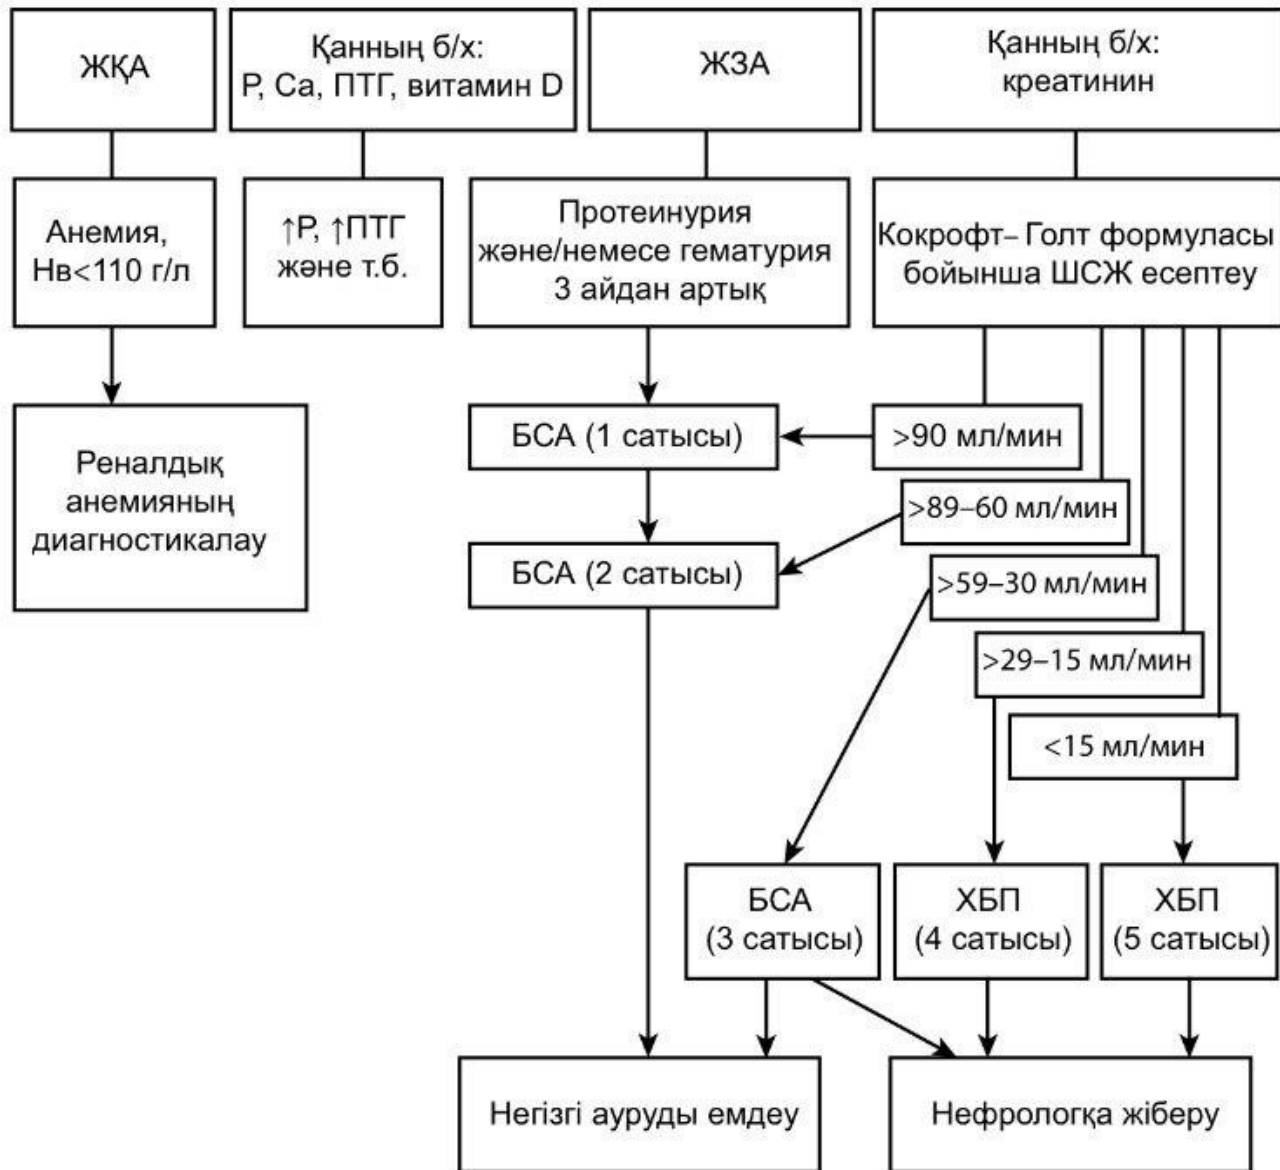 ЖҚА
Қанның б/х:
Р, Са, ПТГ, витамин D
ЖЗА
Қанның б/х:
креатинин
Анемия,
Нв<110 г/л
↑Р, ↑ПТГ
және т.б.
Протеинурия
және/немесе гематурия
3 айдан артық
Кокрофт– Голт формуласы
бойынша ШСЖ есептеу
Реналдық
анемияның
диагностикалау
БСА (1 сатысы)
>90 мл/мин
>89–60 мл/мин
БСА (2 сатысы)
>59–30 мл/мин
>29–15 мл/мин
<15 мл/мин
БСА
(3 сатысы)
ХБП
(4 сатысы)
ХБП
(5 сатысы)
Негізгі ауруды емдеу
Нефрологқа жіберу